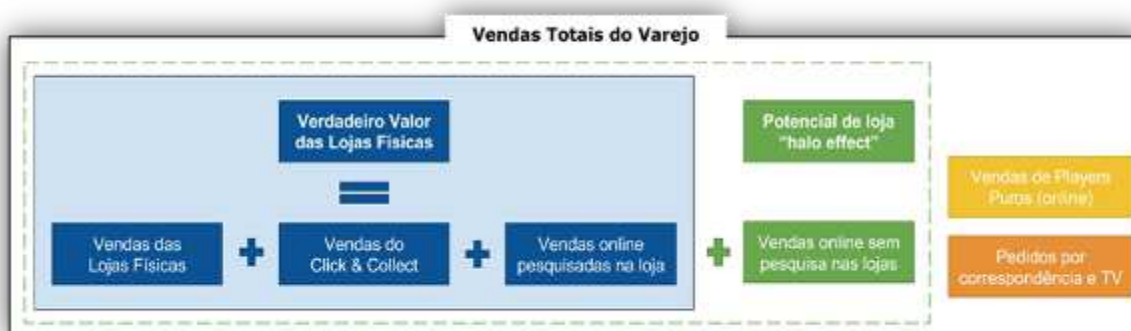 Vendas Totais do Varejo
Verdadeiro Valor
das Lojas Físicas
Potencial de loja
"halo effect"
Vendas de Players
Puros (online)
Vendas das
Lojas Físicas
Vendas do
Click & Collect
Vendas online
pesquisadas na loja
Vendas online sem
pesquisa nas lojas
Pedidos por
correspondência e TV